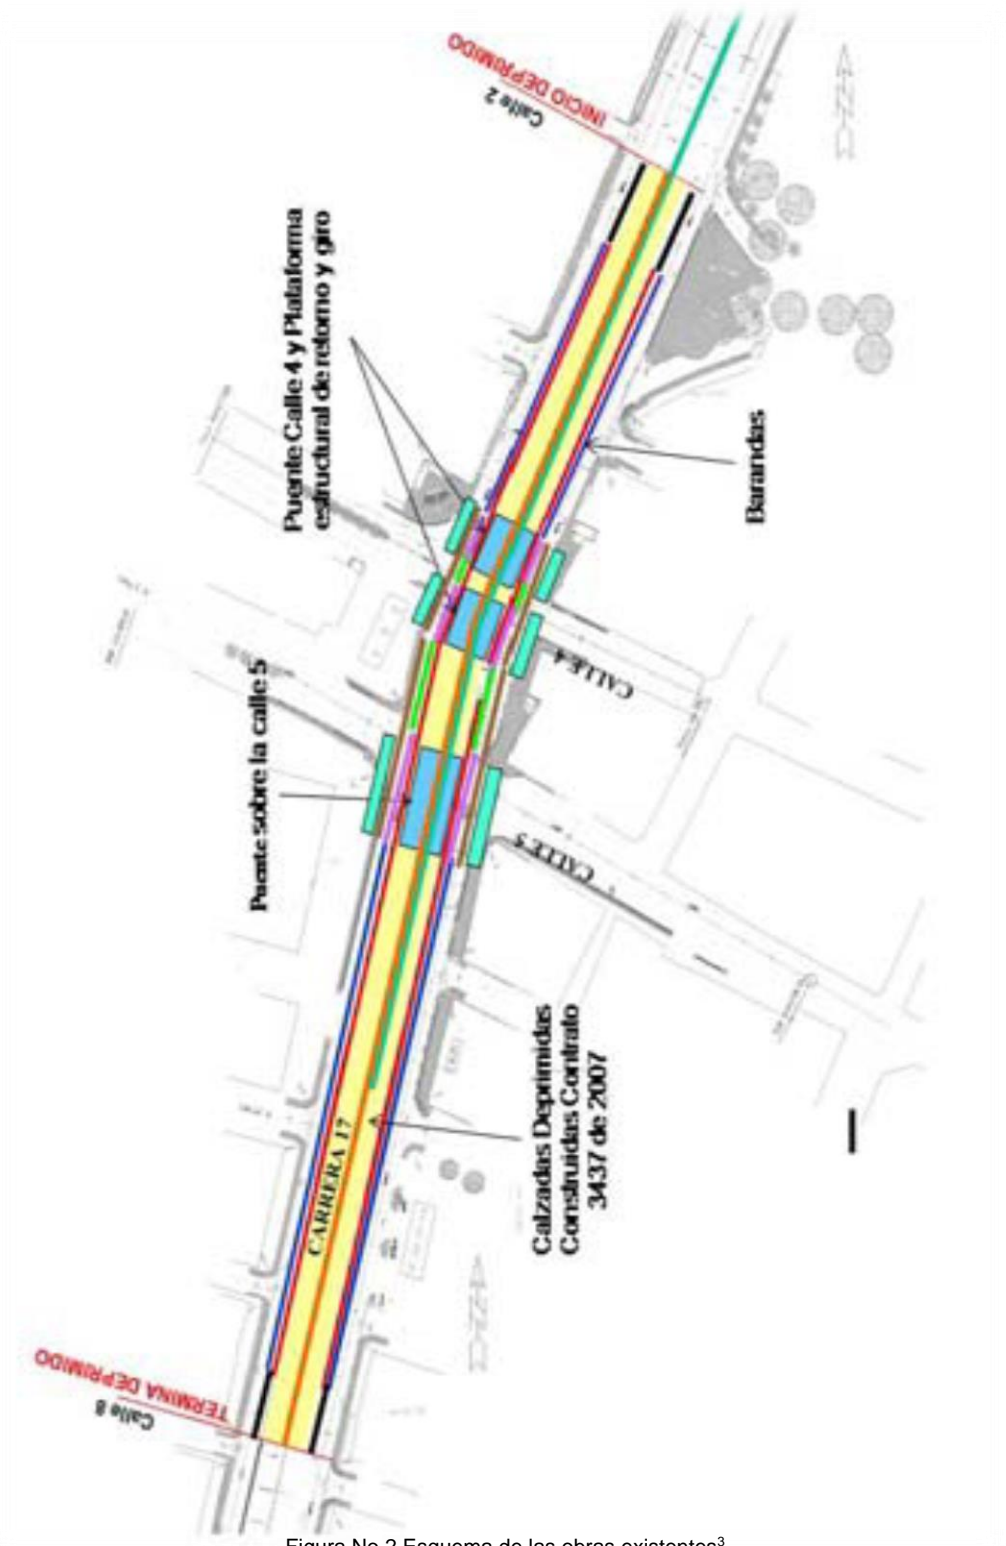 INICIO DEPRIMIDO
Calle 2
Puente Calle 4 y Plataforma
estructural de retorno y giro
Barandas
CALLE 4
Puente sobre la calle 5
CALLE 5
Calzadas Deprimidas
Construidas Contrato
3437 de 2007
CARRERA 17
TERMINA DEPRIMIDO
Calle 8
Figura No 2 Esquema de las obras existentes³